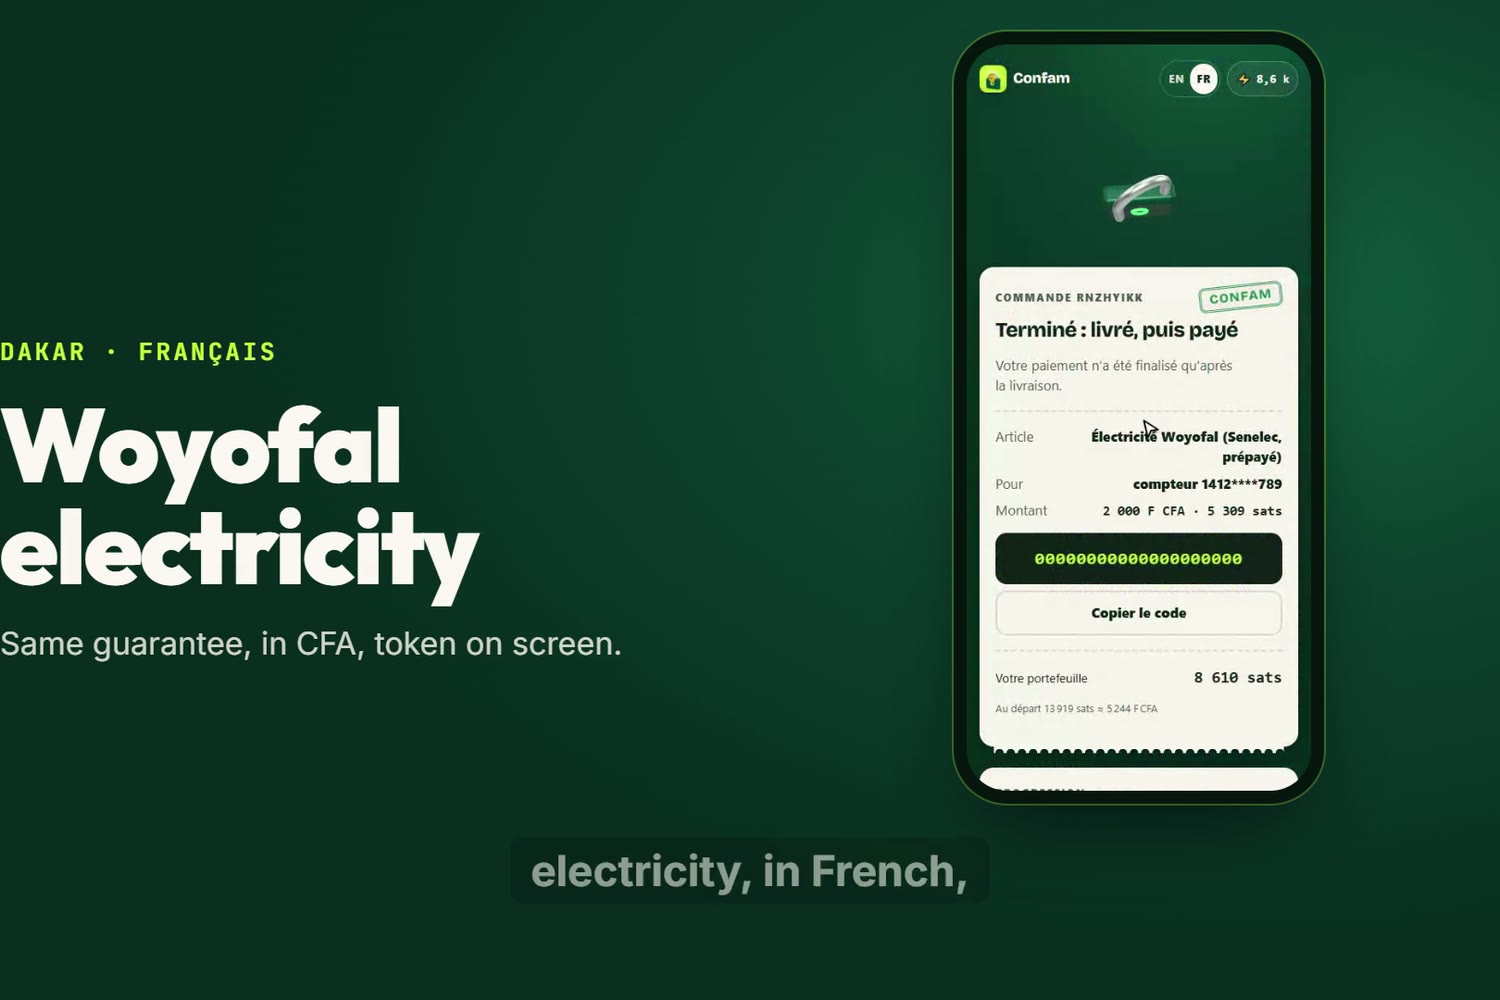 DAKAR · FRANÇAIS
Woyofal
electricity
Same guarantee, in CFA, token on screen.
Confam
EN FR
8,6 k
COMMANDE RNZHYIKK
CONFAM
Terminé : livré, puis payé
Votre paiement n'a été finalisé qu'après
la livraison.
Article Électricité Woyofal (Senelec,
prépayé)
Pour compteur 1412****789
Montant 2 000 F CFA · 5 309 sats
00000000000000000000
Copier le code
Votre portefeuille 8 610 sats
Au départ 13 919 sats ≈ 5 244 F CFA
electricity, in French,